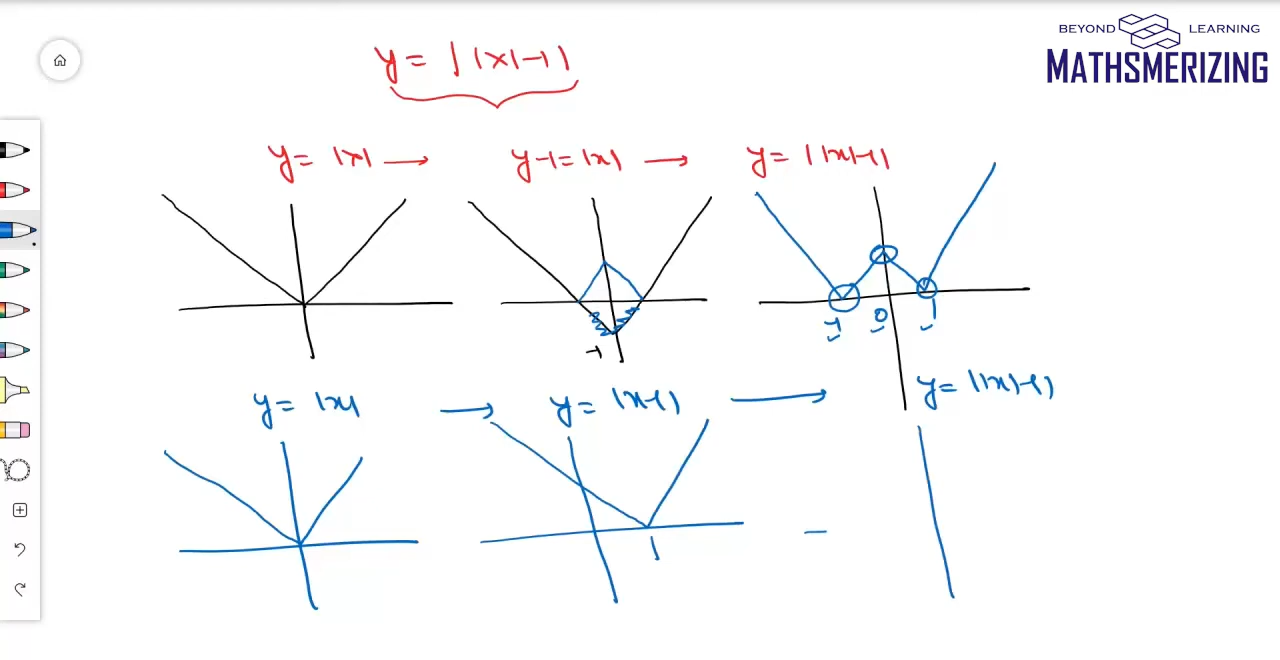 BEYOND LEARNING
MATHSMERIZING
y = ||x|-1|
y = |x| → y-1 = |x| → y = ||x|-1|
-1
-1 0 1
y = |x| → y = |x-1| → y = ||x|-1|
1